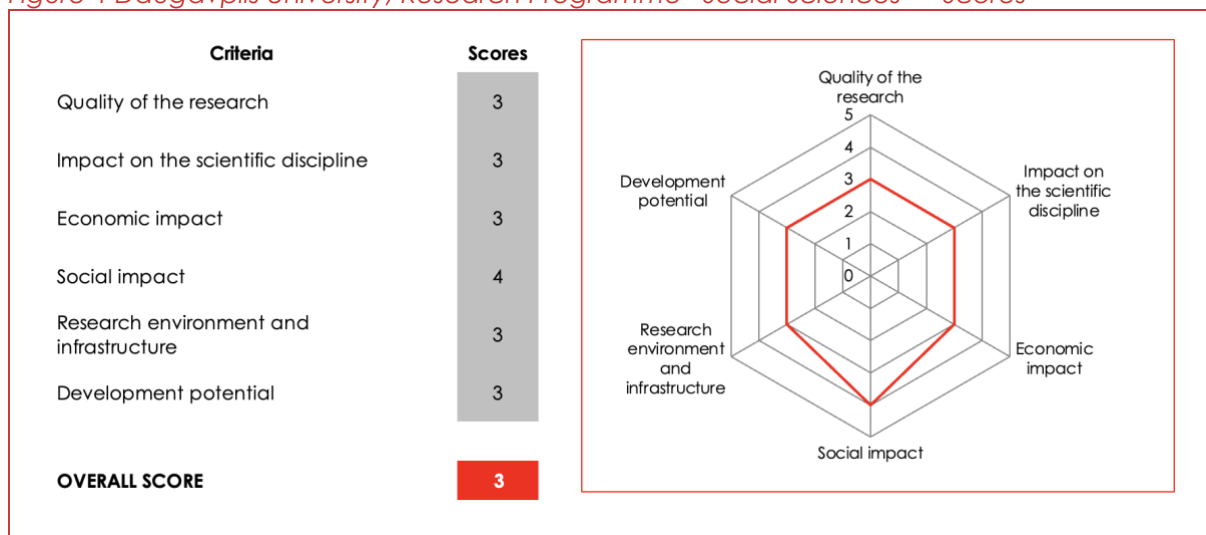 Criteria Scores
Quality of the research 3
Impact on the scientific discipline 3
Economic impact 3
Social impact 4
Research environment and
infrastructure 3
Development potential 3
OVERALL SCORE 3
Quality of the
research
5
4
3
2
1
0
Impact on
the scientific
discipline
Economic
impact
Social impact
Research
environment
and
infrastructure
Development
potential